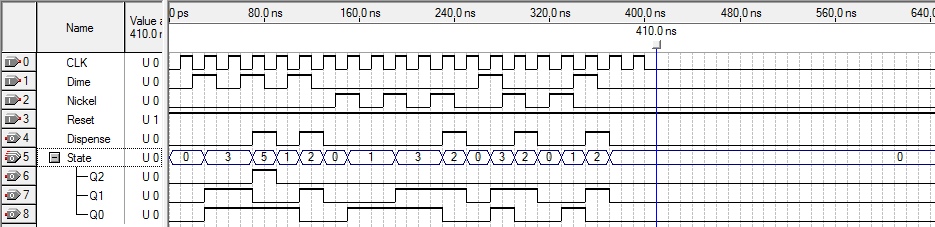 Name Value a 410.0 n
0 ps 80.0 ns 160.0 ns 240.0 ns 320.0 ns 400.0 ns 480.0 ns 560.0 ns 640.
410.0 ns
0 CLK U 0
1 Dime U 0
2 Nickel U 0
3 Reset U 1
4 Dispense U 0
5 State U 0 0 3 5 1 2 0 1 3 2 0 3 2 0 1 2 0
6 Q2 U 0
7 Q1 U 0
8 Q0 U 0